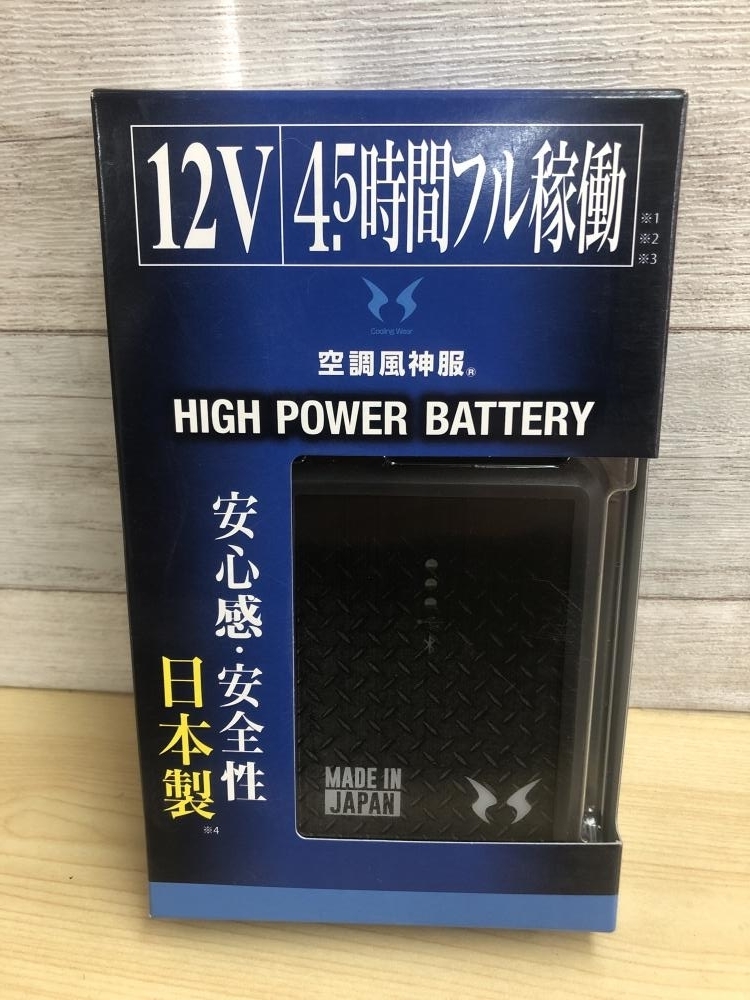 12V 4.5時間フル稼働
※1
※2
※3
Cooling Wear
空調風神服®
HIGH POWER BATTERY
安心感・安全性
日本製
※4
MADE IN
JAPAN